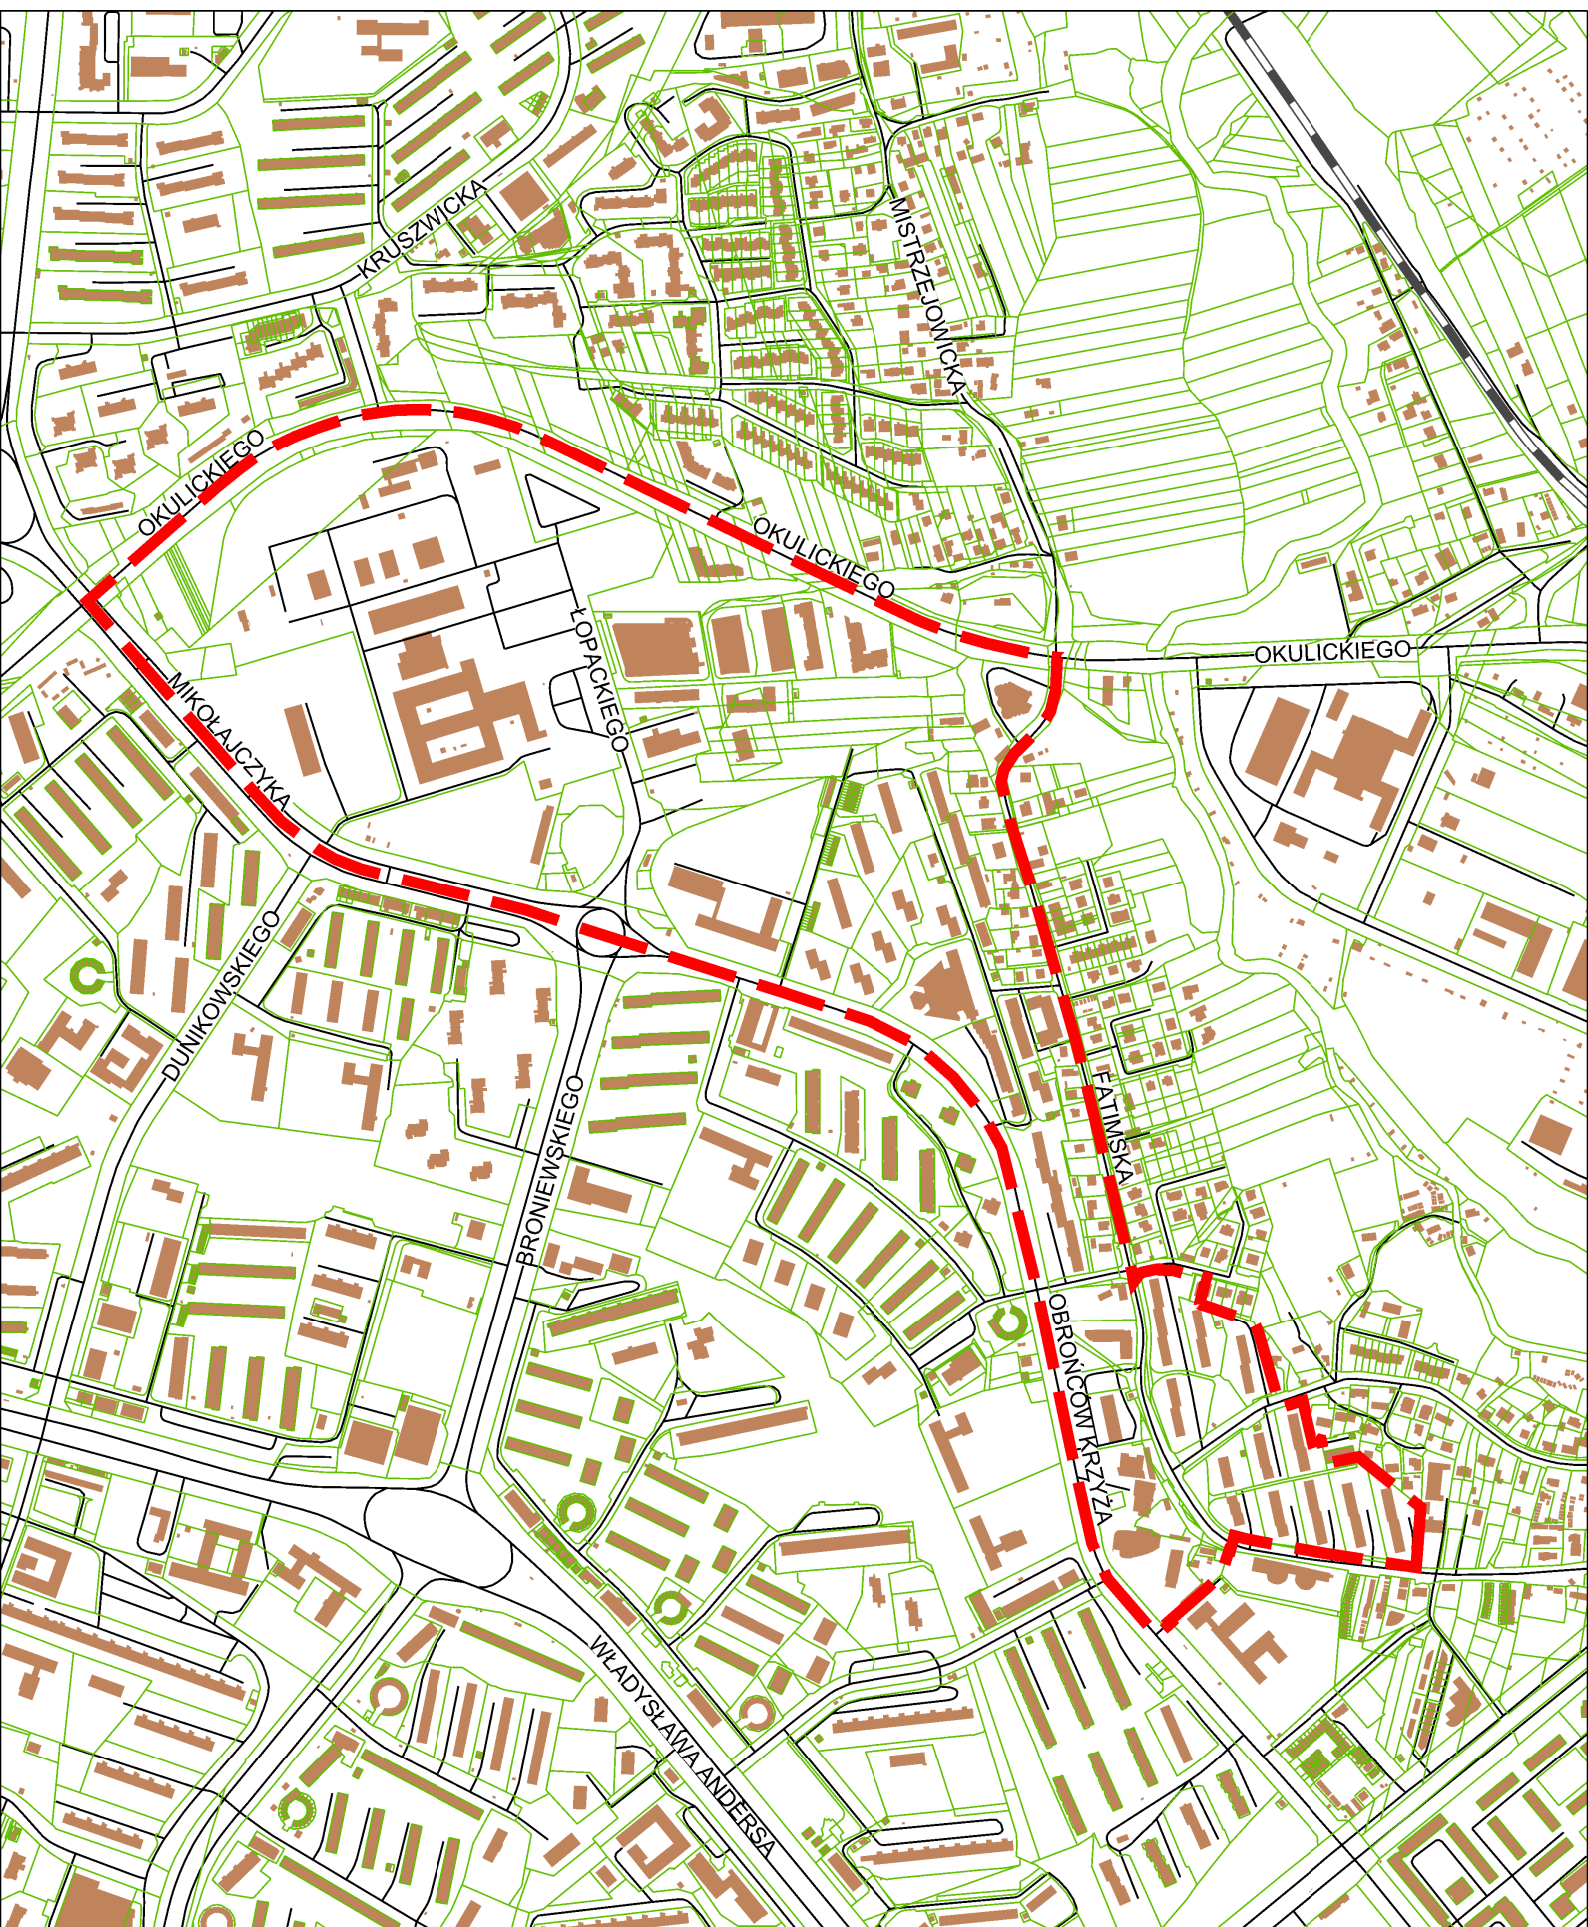 KRUSZWICKA
MISTRZEJOWICKA
OKULICKIEGO
OKULICKIEGO
OKULICKIEGO
ŁOPACKIEGO
MIKOŁAJCZYKA
DUNIKOWSKIEGO
FATIMSKA
BRONIEWSKIEGO
OBROŃCÓW KRZYŻA
WŁADYSŁAWA ANDERSA